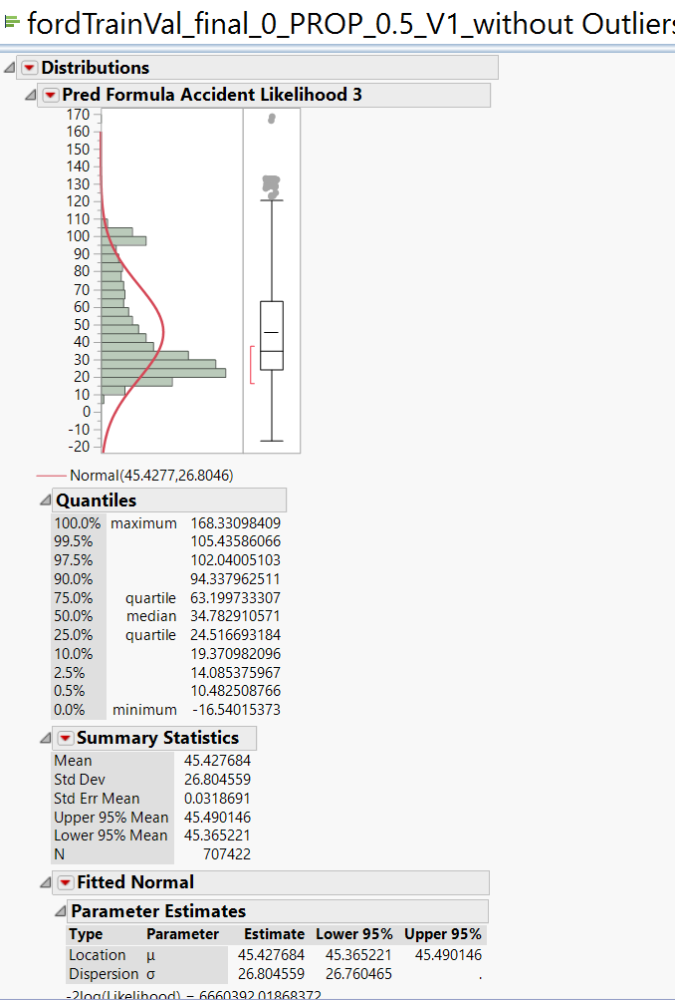 fordTrainVal_final_0_PROP_0.5_V1_without Outliers
Distributions
Pred Formula Accident Likelihood 3
170
160
150
140
130
120
110
100
90
80
70
60
50
40
30
20
10
0
-10
-20
Normal(45.4277,26.8046)
Quantiles
100.0% maximum 168.33098409
99.5% 105.43586066
97.5% 102.04005103
90.0% 94.337962511
75.0% quartile 63.199733307
50.0% median 34.782910571
25.0% quartile 24.516693184
10.0% 19.370982096
2.5% 14.085375967
0.5% 10.482508766
0.0% minimum -16.54015373
Summary Statistics
Mean 45.427684
Std Dev 26.804559
Std Err Mean 0.0318691
Upper 95% Mean 45.490146
Lower 95% Mean 45.365221
N 707422
Fitted Normal
Parameter Estimates
Type Parameter Estimate Lower 95% Upper 95%
Location μ 45.427684 45.365221 45.490146
Dispersion σ 26.804559 26.760465 .
-2log(Likelihood) = 6660392.01868372